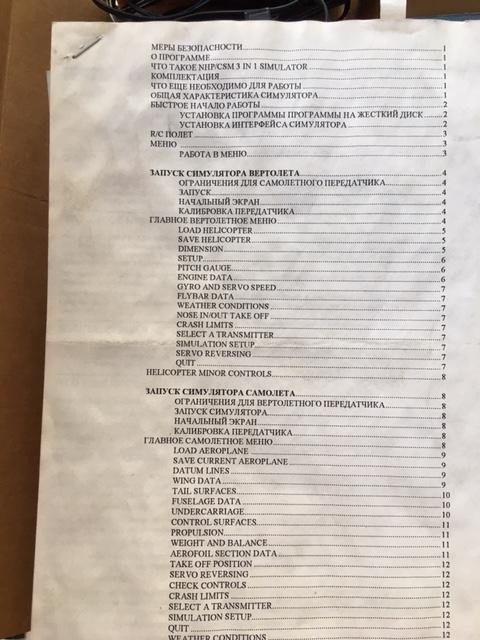 МЕРЫ БЕЗОПАСНОСТИ 1
О ПРОГРАММЕ 1
ЧТО ТАКОЕ NHP/CSM 3 IN 1 SIMULATOR 1
КОМПЛЕКТАЦИЯ 1
ЧТО ЕЩЕ НЕОБХОДИМО ДЛЯ РАБОТЫ 1
ОБЩАЯ ХАРАКТЕРИСТИКА СИМУЛЯТОРА 1
БЫСТРОЕ НАЧАЛО РАБОТЫ 2
УСТАНОВКА ПРОГРАММЫ ПРОГРАММЫ НА ЖЕСТКИЙ ДИСК 2
УСТАНОВКА ИНТЕРФЕЙСА СИМУЛЯТОРА 2
R/C ПОЛЕТ 3
МЕНЮ 3
РАБОТА В МЕНЮ 3
ЗАПУСК СИМУЛЯТОРА ВЕРТОЛЕТА 4
ОГРАНИЧЕНИЯ ДЛЯ САМОЛЕТНОГО ПЕРЕДАТЧИКА 4
ЗАПУСК 4
НАЧАЛЬНЫЙ ЭКРАН 4
КАЛИБРОВКА ПЕРЕДАТЧИКА 4
ГЛАВНОЕ ВЕРТОЛЕТНОЕ МЕНЮ 4
LOAD HELICOPTER 5
SAVE HELICOPTER 5
DIMENSION 5
SETUP 6
PITCH GAUGE 6
ENGINE DATA 6
GYRO AND SERVO SPEED 7
FLYBAR DATA 7
WEATHER CONDITIONS 7
NOSE IN/OUT TAKE OFF 7
CRASH LIMITS 7
SELECT A TRANSMITTER 7
SIMULATION SETUP 7
SERVO REVERSING 7
QUIT 7
HELICOPTER MINOR CONTROLS 8
ЗАПУСК СИМУЛЯТОРА САМОЛЕТА 8
ОГРАНИЧЕНИЯ ДЛЯ ВЕРТОЛЕТНОГО ПЕРЕДАТЧИКА 8
ЗАПУСК СИМУЛЯТОРА 8
НАЧАЛЬНЫЙ ЭКРАН 8
КАЛИБРОВКА ПЕРЕДАТЧИКА 8
ГЛАВНОЕ САМОЛЕТНОЕ МЕНЮ 8
LOAD AEROPLANE 9
SAVE CURRENT AEROPLANE 9
DATUM LINES 9
WING DATA 9
TAIL SURFACES 10
FUSELAGE DATA 10
UNDERCARRIAGE 10
CONTROL SURFACES 11
PROPULSION 11
WEIGHT AND BALANCE 11
AEROFOIL SECTION DATA 11
TAKE OFF POSITION 12
SERVO REVERSING 12
CHECK CONTROLS 12
CRASH LIMITS 12
SELECT A TRANSMITTER 12
SIMULATION SETUP 12
QUIT 12
WEATHER CONDITIONS 12